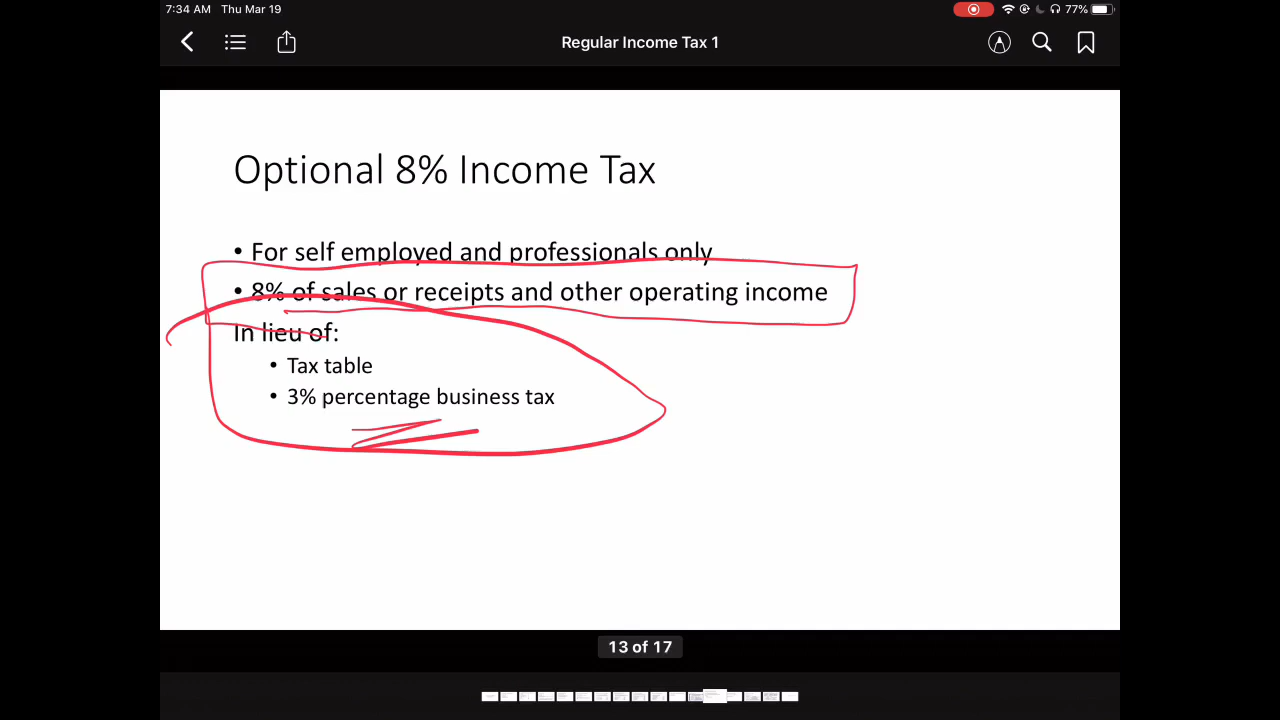 7:34 AM Thu Mar 19
77%
Regular Income Tax 1
Optional 8% Income Tax
• For self employed and professionals only
• 8% of sales or receipts and other operating income
In lieu of:
• Tax table
• 3% percentage business tax
13 of 17